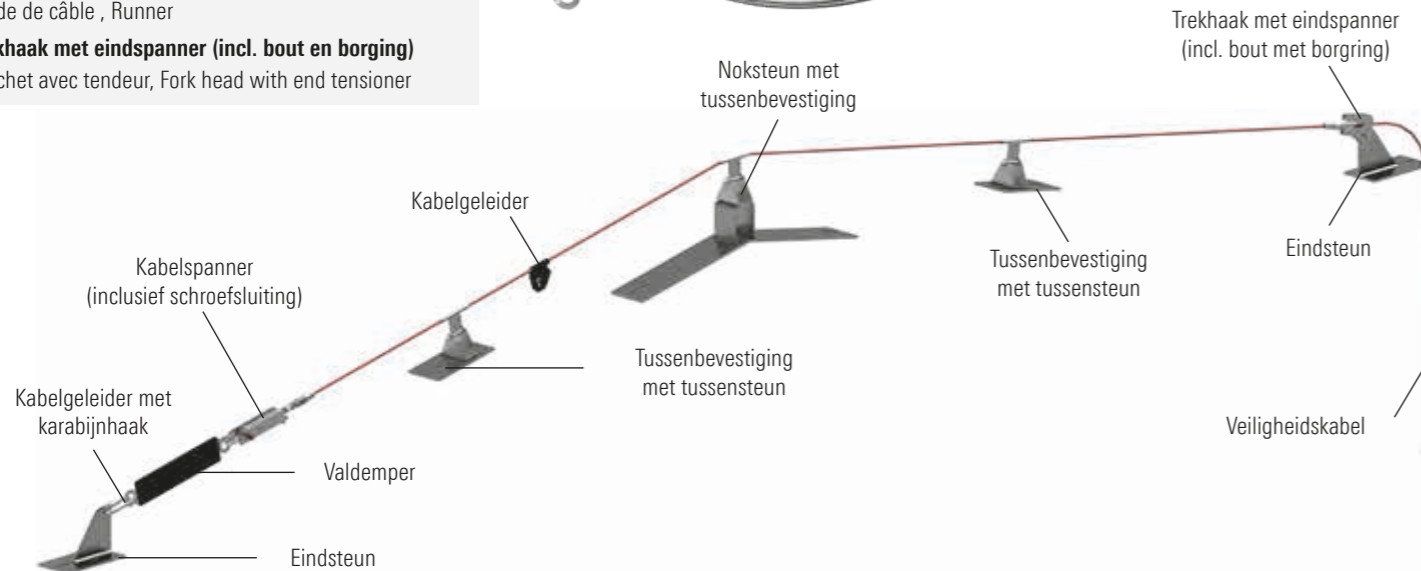 de de câble , Runner
khaak met eindspanner (incl. bout en borging)
chet avec tendeur, Fork head with end tensioner
Trekhaak met eindspanner
(incl. bout met borgring)
Noksteun met
tussenbevestiging
Kabelgeleider
Kabelspanner
(inclusief schroefsluiting)
Tussenbevestiging
met tussensteun
Eindsteun
Tussenbevestiging
met tussensteun
Kabelgeleider met
karabijnhaak
Veiligheidskabel
Valdemper
Eindsteun